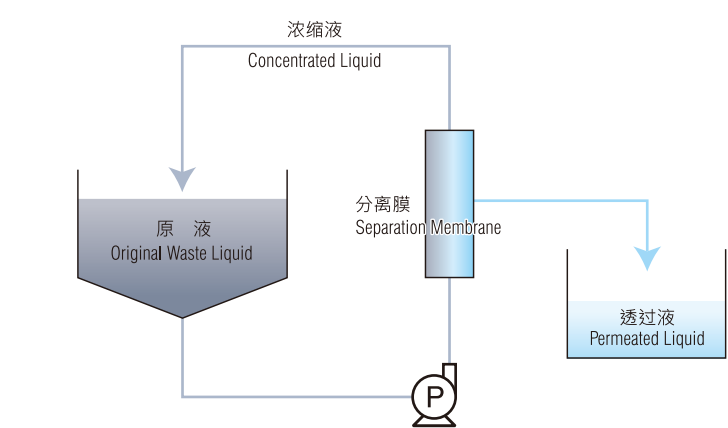 浓缩液
Concentrated Liquid
分离膜
Separation Membrane
原 液
Original Waste Liquid
透过液
Permeated Liquid
P